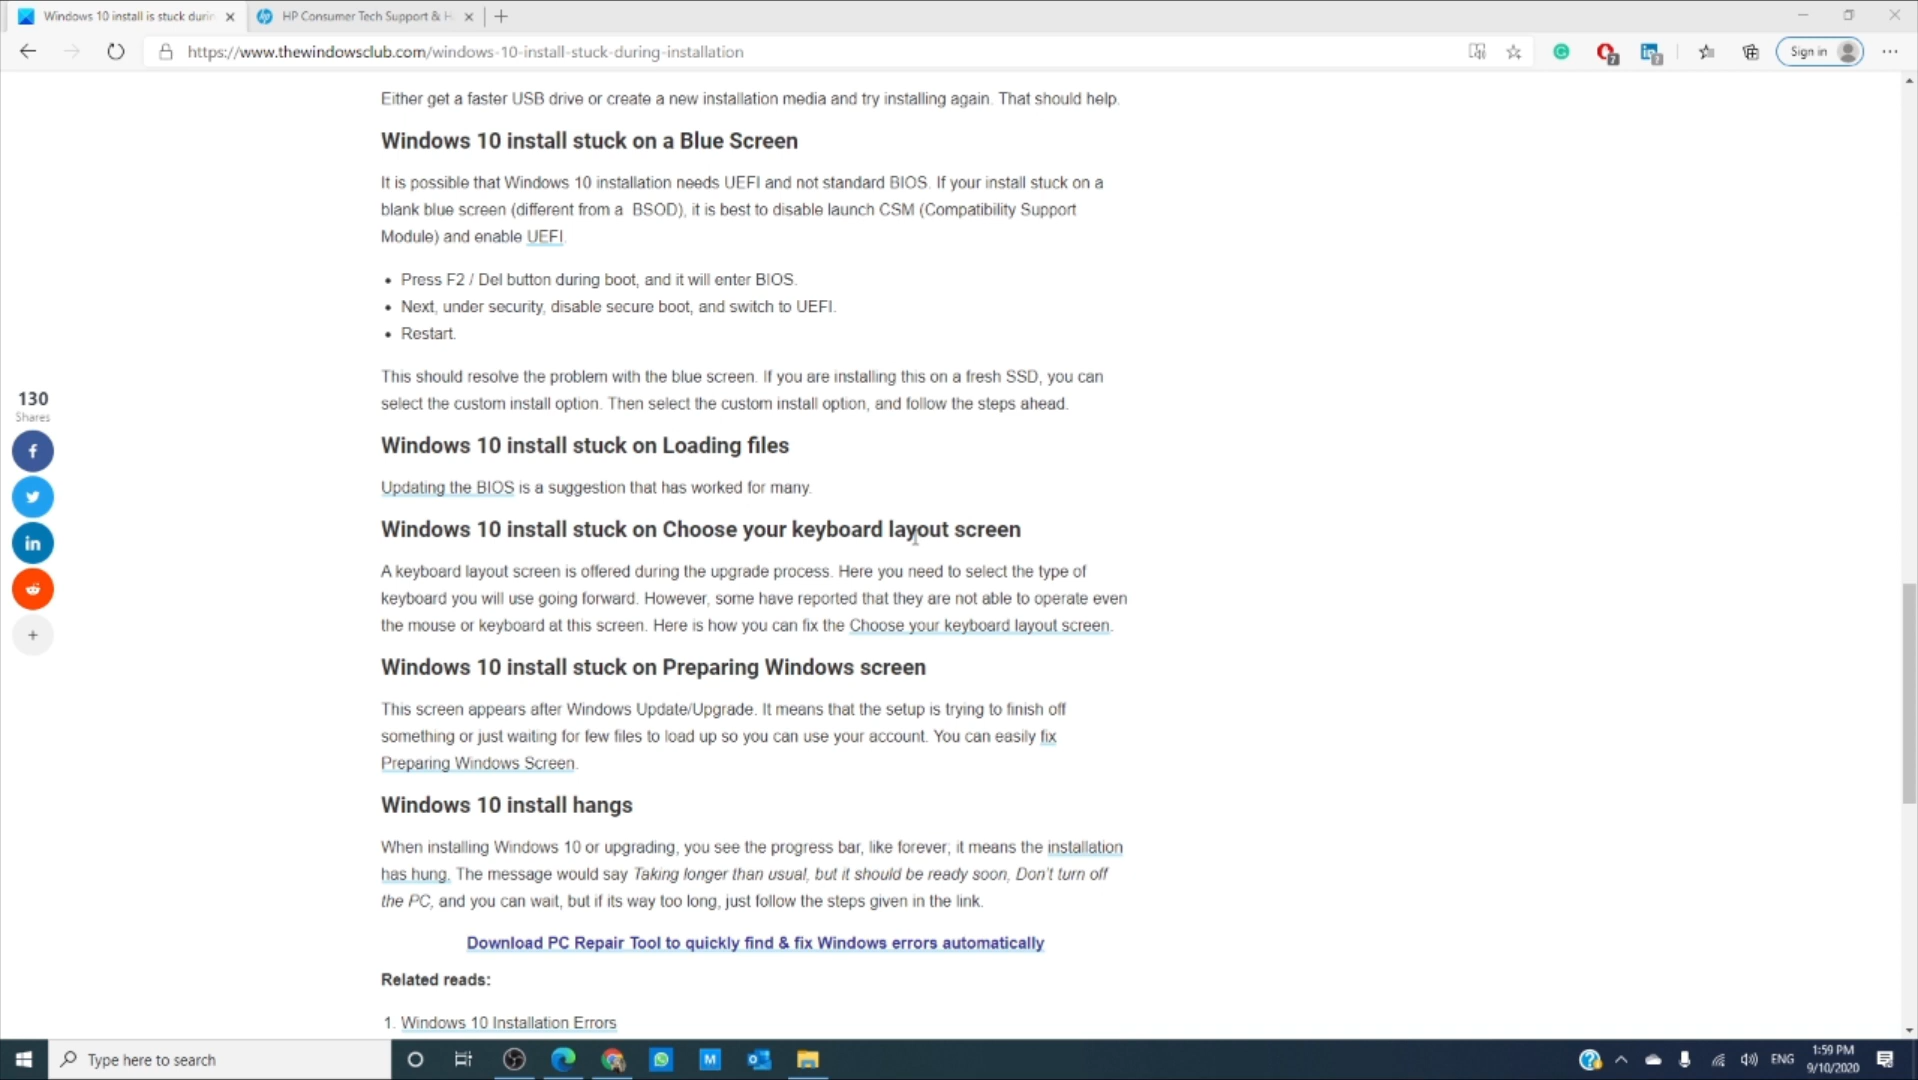 Windows 10 install is stuck durin
HP Consumer Tech Support & H
https://www.thewindowsclub.com/windows-10-install-stuck-during-installation
Sign in
Either get a faster USB drive or create a new installation media and try installing again. That should help.
Windows 10 install stuck on a Blue Screen
It is possible that Windows 10 installation needs UEFI and not standard BIOS. If your install stuck on a
blank blue screen (different from a BSOD), it is best to disable launch CSM (Compatibility Support
Module) and enable UEFI.
• Press F2 / Del button during boot, and it will enter BIOS.
• Next, under security, disable secure boot, and switch to UEFI.
• Restart.
This should resolve the problem with the blue screen. If you are installing this on a fresh SSD, you can
select the custom install option. Then select the custom install option, and follow the steps ahead.
130
Shares
Windows 10 install stuck on Loading files
Updating the BIOS is a suggestion that has worked for many.
Windows 10 install stuck on Choose your keyboard layout screen
A keyboard layout screen is offered during the upgrade process. Here you need to select the type of
keyboard you will use going forward. However, some have reported that they are not able to operate even
the mouse or keyboard at this screen. Here is how you can fix the Choose your keyboard layout screen.
Windows 10 install stuck on Preparing Windows screen
This screen appears after Windows Update/Upgrade. It means that the setup is trying to finish off
something or just waiting for few files to load up so you can use your account. You can easily fix
Preparing Windows Screen.
Windows 10 install hangs
When installing Windows 10 or upgrading, you see the progress bar, like forever; it means the installation
has hung. The message would say Taking longer than usual, but it should be ready soon, Don't turn off
the PC, and you can wait, but if its way too long, just follow the steps given in the link.
Download PC Repair Tool to quickly find & fix Windows errors automatically
Related reads:
1. Windows 10 Installation Errors
Type here to search
ENG
1:59 PM
9/10/2020